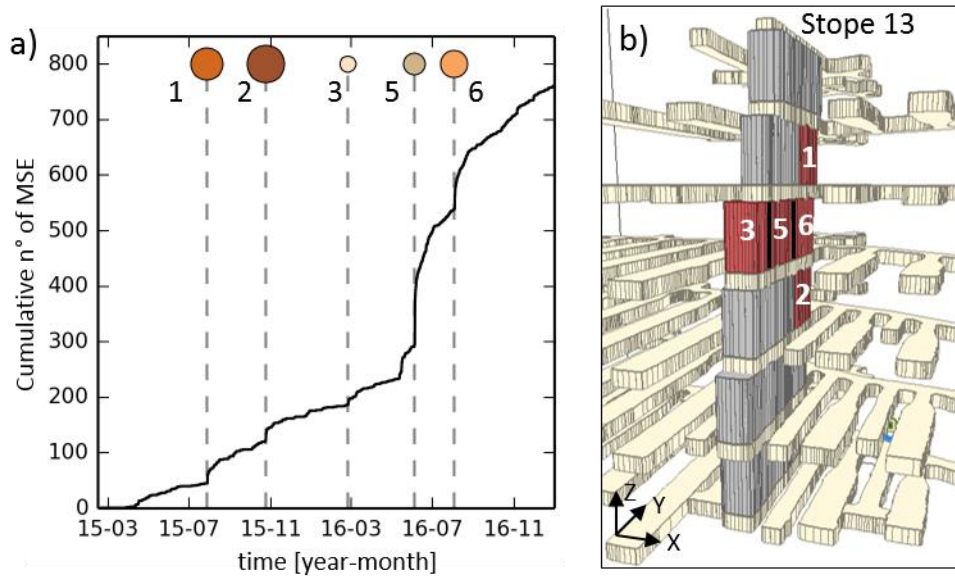 a)
Cumulative n° of MSE
800
700
600
500
400
300
200
100
0
1 2 3 5 6
15-03 15-07 15-11 16-03 16-07 16-11
time [year-month]
b)
Stope 13
1
3 5 6
2
Z
Y
X